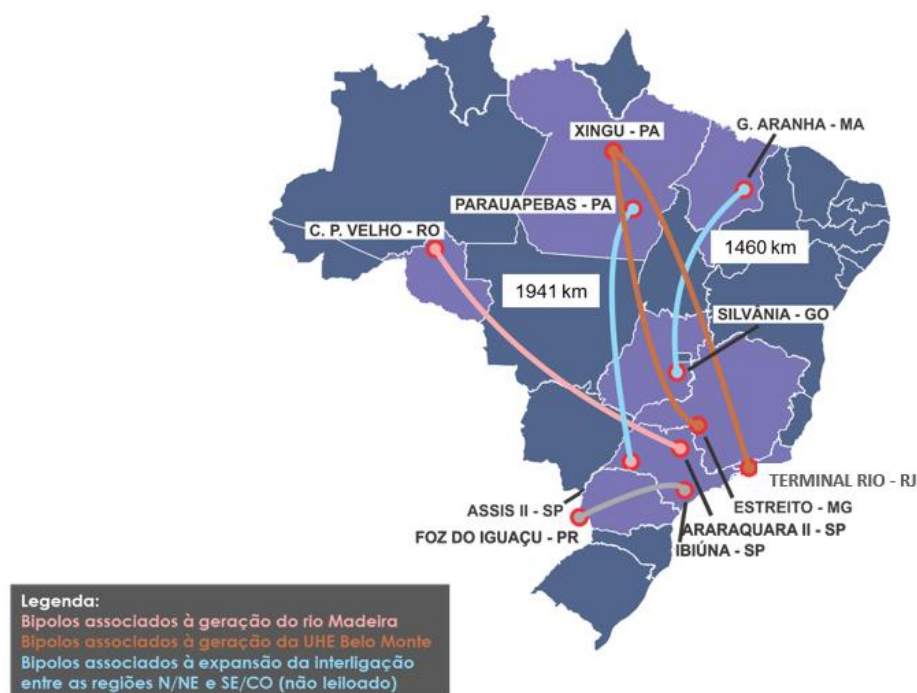 XINGU - PA
G. ARANHA - MA
PARAUAPEBAS - PA
C. P. VELHO - RO
1460 km
1941 km
SILVÂNIA - GO
TERMINAL RIO - RJ
ASSIS II - SP
ESTREITO - MG
FOZ DO IGUAÇU - PR
ARARAQUARA II - SP
IBIÚNA - SP
Legenda:
Bipolos associados à geração do rio Madeira
Bipolos associados à geração da UHE Belo Monte
Bipolos associados à expansão da interligação
entre as regiões N/NE e SE/CO (não leiloado)